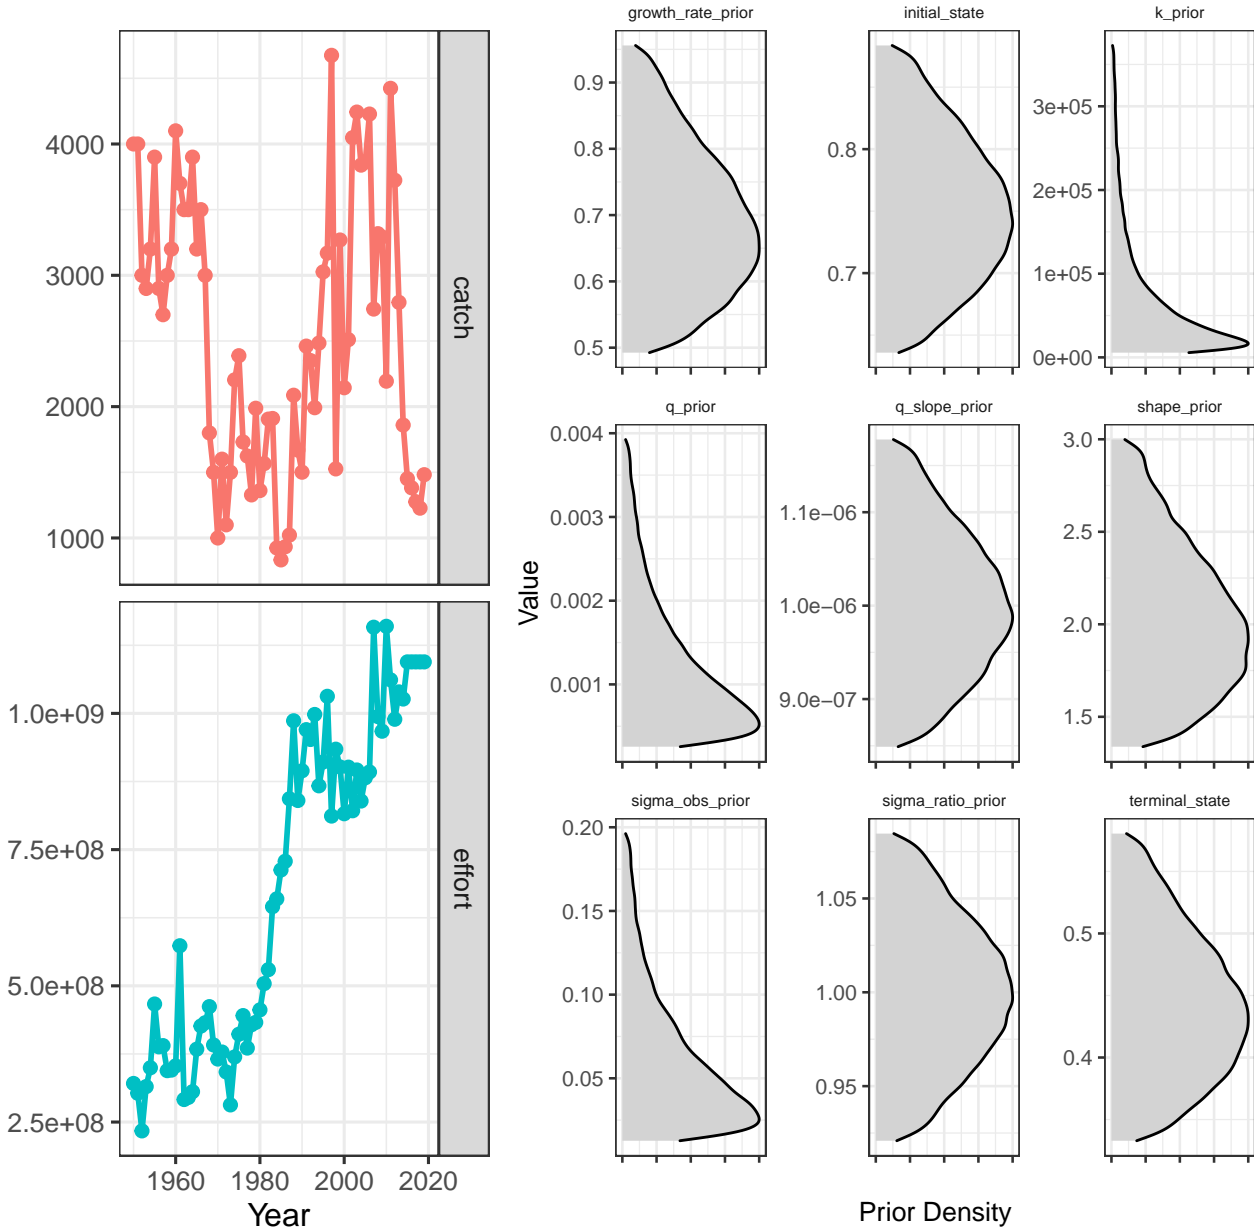 4000
3000
2000
1000
catch
1.0e+09
7.5e+08
5.0e+08
2.5e+08
effort
1960 1980 2000 2020
Year
growth_rate_prior
0.9
0.8
0.7
0.6
0.5
initial_state
0.8
0.7
k_prior
3e+05
2e+05
1e+05
0e+00
Value
q_prior
0.004
0.003
0.002
0.001
q_slope_prior
1.1e−06
1.0e−06
9.0e−07
shape_prior
3.0
2.5
2.0
1.5
sigma_obs_prior
0.20
0.15
0.10
0.05
sigma_ratio_prior
1.05
1.00
0.95
terminal_state
0.5
0.4
Prior Density